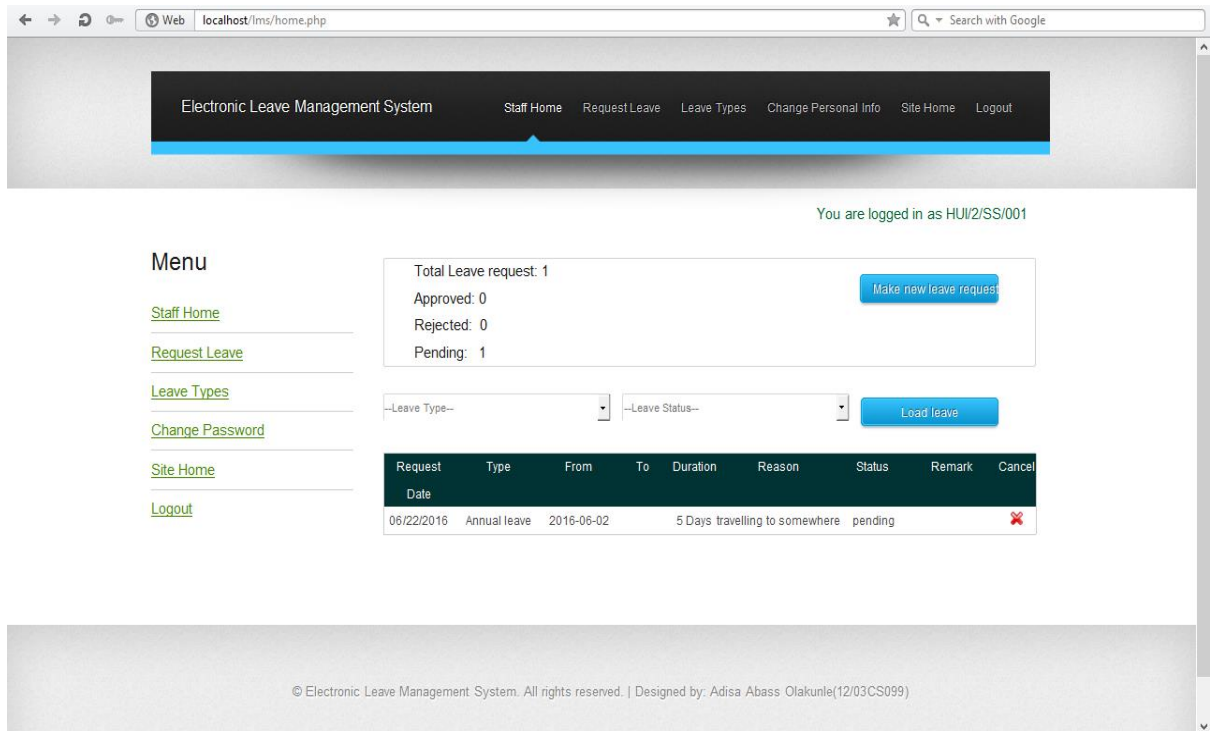 Web localhost/lms/home.php Search with Google
Electronic Leave Management System Staff Home Request Leave Leave Types Change Personal Info Site Home Logout
You are logged in as HUI/2/SS/001
Menu
Staff Home
Request Leave
Leave Types
Change Password
Site Home
Logout
Total Leave request: 1
Approved: 0
Rejected: 0
Pending: 1
Make new leave request
--Leave Type-- --Leave Status-- Load leave
Request Date Type From To Duration Reason Status Remark Cancel
06/22/2016 Annual leave 2016-06-02 5 Days travelling to somewhere pending
© Electronic Leave Management System. All rights reserved. | Designed by: Adisa Abass Olakunle(12/03CS099)